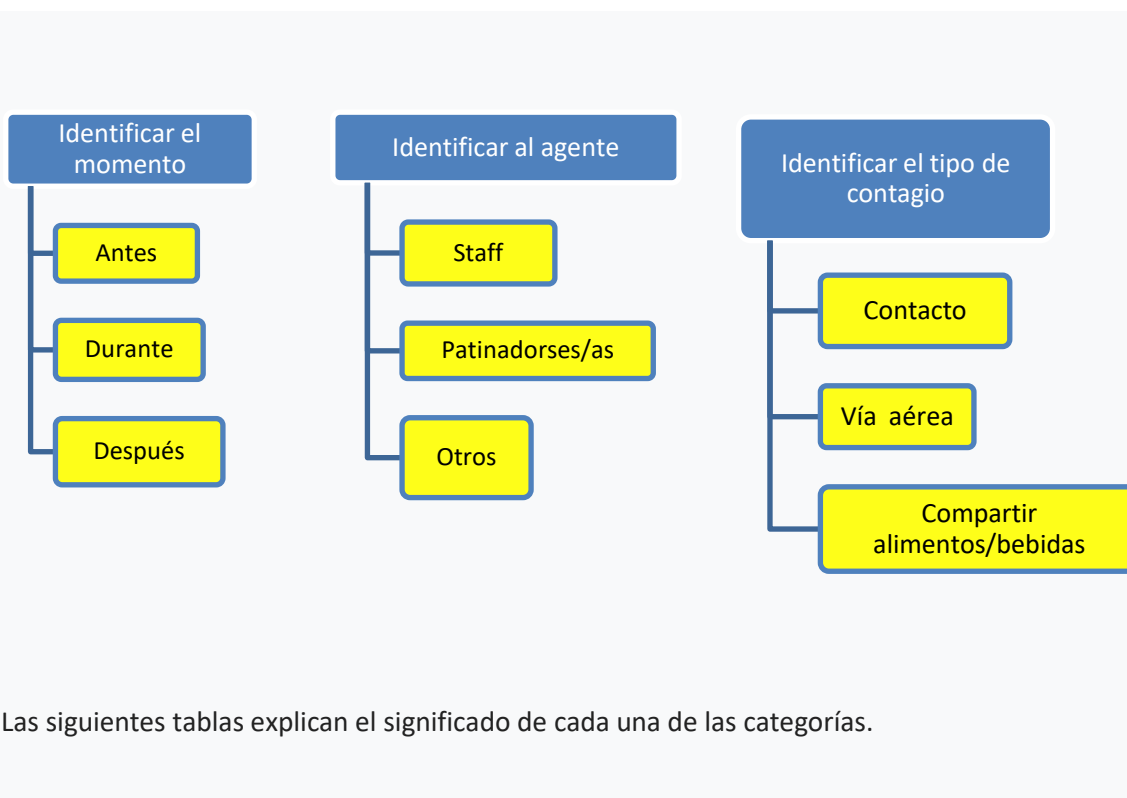 Identificar el
momento
Antes
Durante
Después
Identificar al agente
Staff
Patinadorses/as
Otros
Identificar el tipo de
contagio
Contacto
Vía aérea
Compartir
alimentos/bebidas
Las siguientes tablas explican el significado de cada una de las categorías.